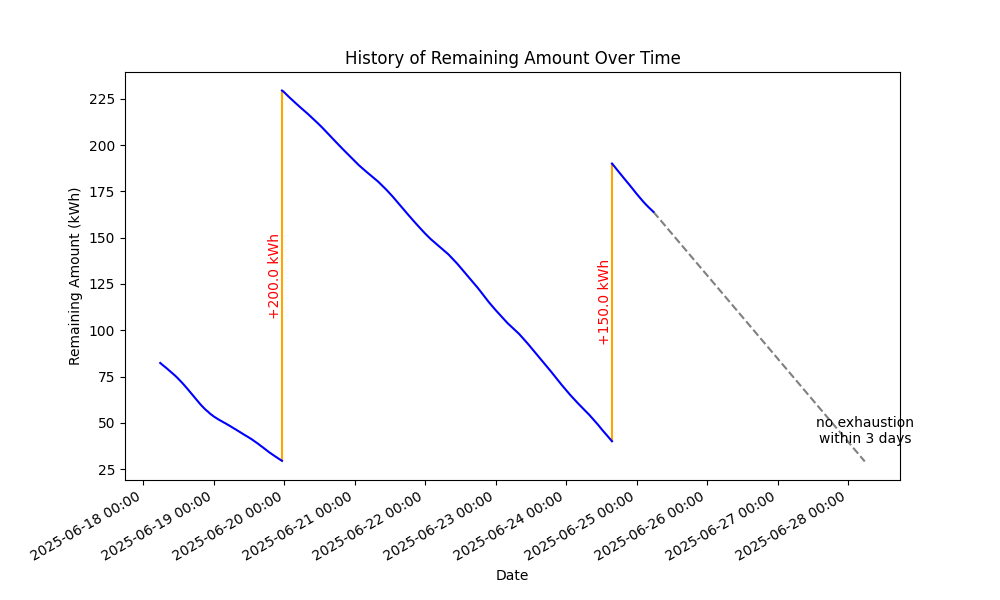 History of Remaining Amount Over Time
Remaining Amount (kWh)
225
200
175
150
125
100
75
50
25
+200.0 kWh
+150.0 kWh
no exhaustion
within 3 days
2025-06-18 00:00
2025-06-19 00:00
2025-06-20 00:00
2025-06-21 00:00
2025-06-22 00:00
2025-06-23 00:00
2025-06-24 00:00
2025-06-25 00:00
2025-06-26 00:00
2025-06-27 00:00
2025-06-28 00:00
Date